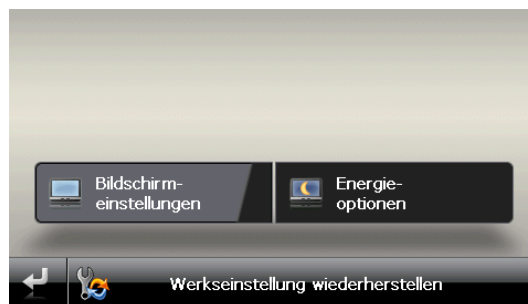 Bildschirm-
einstellungen
Energie-
optionen
Werkseinstellung wiederherstellen